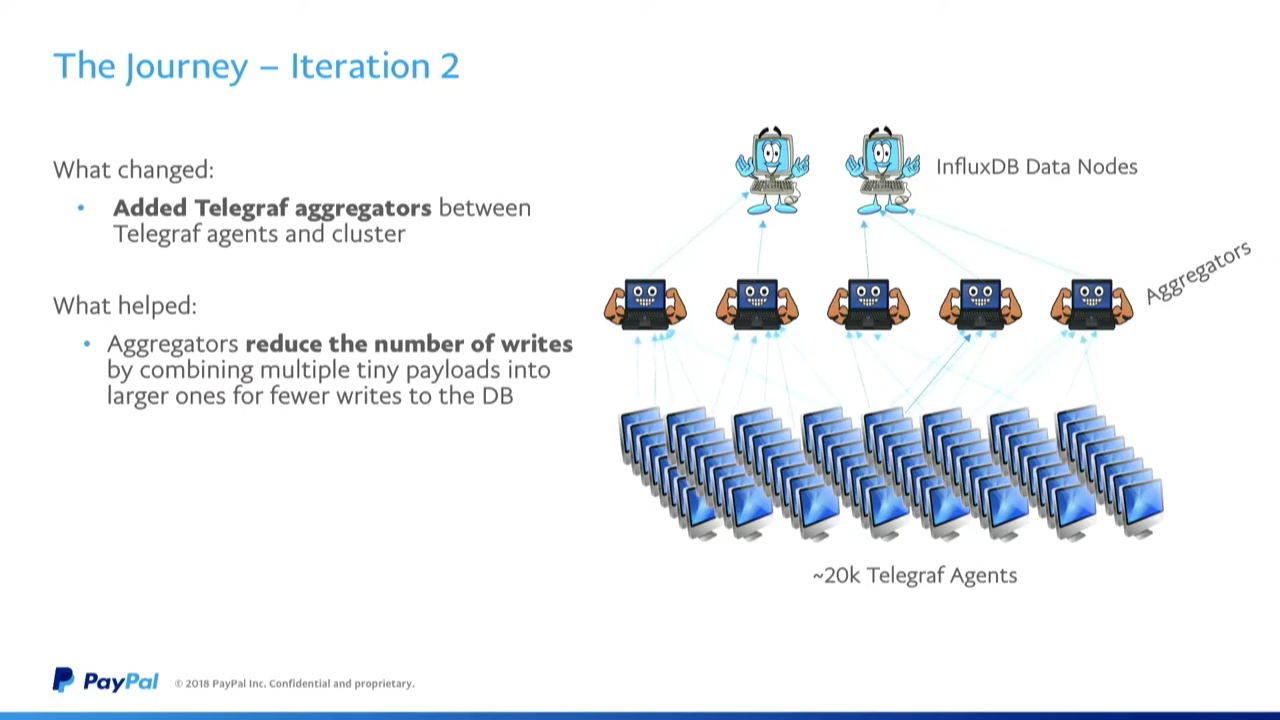 The Journey – Iteration 2
What changed:
• Added Telegraf aggregators between
Telegraf agents and cluster
What helped:
• Aggregators reduce the number of writes
by combining multiple tiny payloads into
larger ones for fewer writes to the DB
InfluxDB Data Nodes
Aggregators
~20k Telegraf Agents
PayPal © 2018 PayPal Inc. Confidential and proprietary.